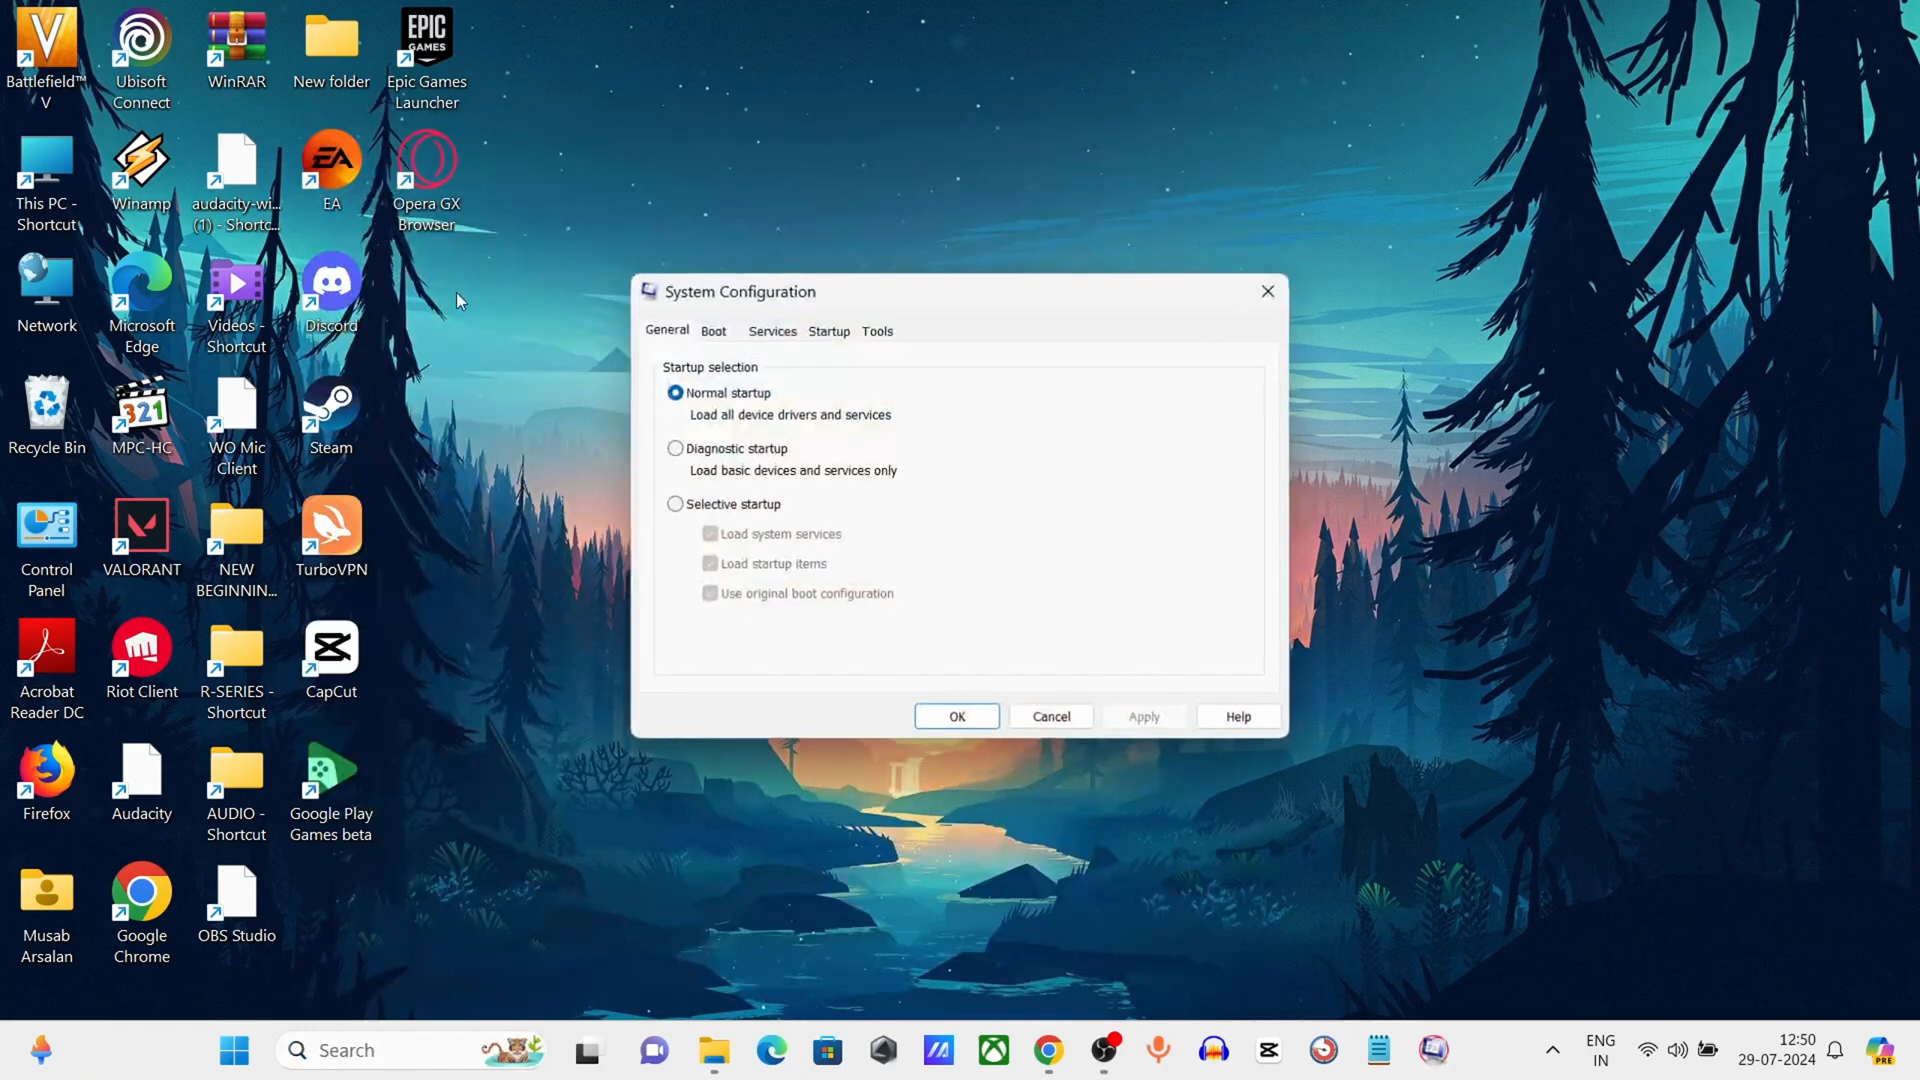 Battlefield™
V
Ubisoft
Connect
WinRAR
New folder
EPIC
GAMES
Epic Games
Launcher
This PC -
Shortcut
Winamp
audacity-wi...
(1) - Shortc...
EA
EA
Opera GX
Browser
Network
Microsoft
Edge
Videos -
Shortcut
Discord
Recycle Bin
321
MPC-HC
WO Mic
Client
Steam
Control
Panel
VALORANT
NEW
BEGINNIN...
TurboVPN
Acrobat
Reader DC
Riot Client
R-SERIES -
Shortcut
CapCut
Firefox
Audacity
AUDIO -
Shortcut
Google Play
Games beta
Musab
Arsalan
Google
Chrome
OBS Studio
System Configuration
General Boot Services Startup Tools
Startup selection
Normal startup
Load all device drivers and services
Diagnostic startup
Load basic devices and services only
Selective startup
Load system services
Load startup items
Use original boot configuration
OK Cancel Apply Help
Search
ENG
IN
12:50
29-07-2024
PRE